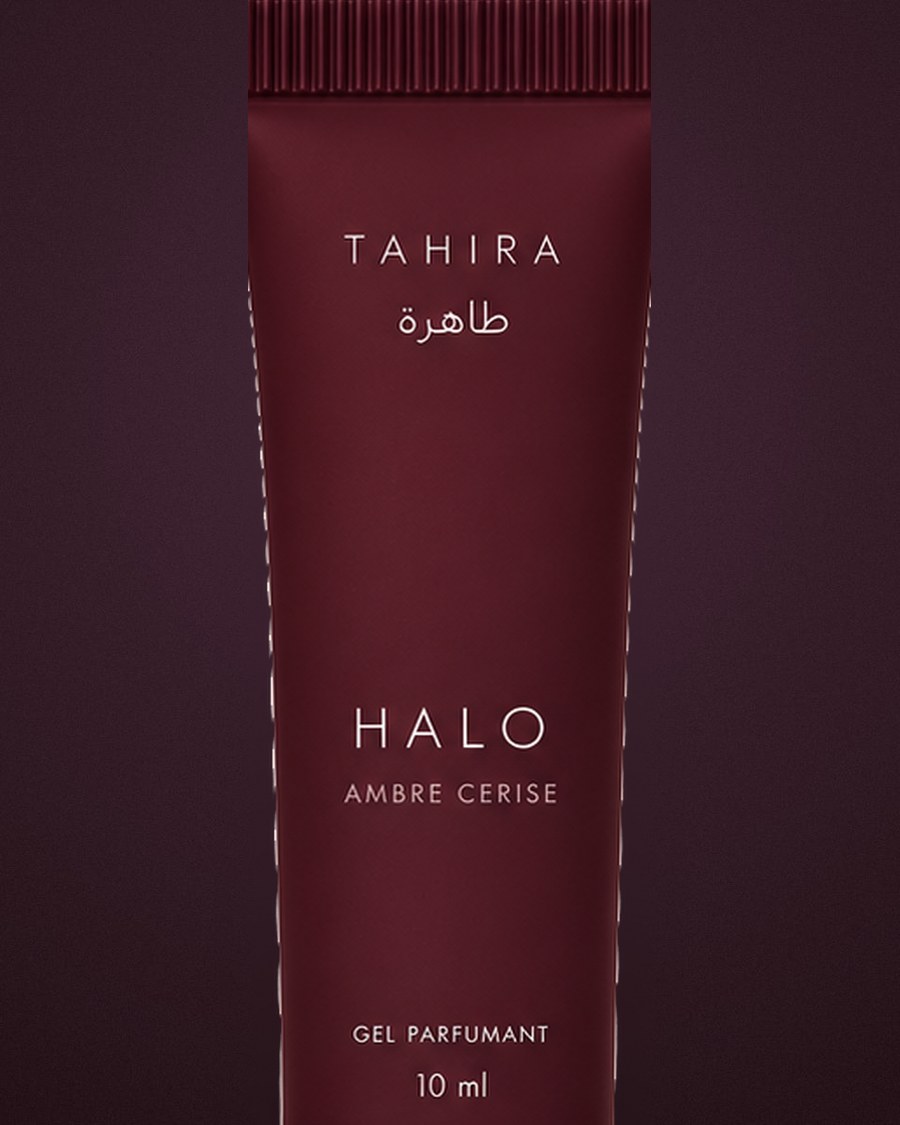 TAHIRA
طاهرة
HALO
AMBRE CERISE
GEL PARFUMANT
10 ml